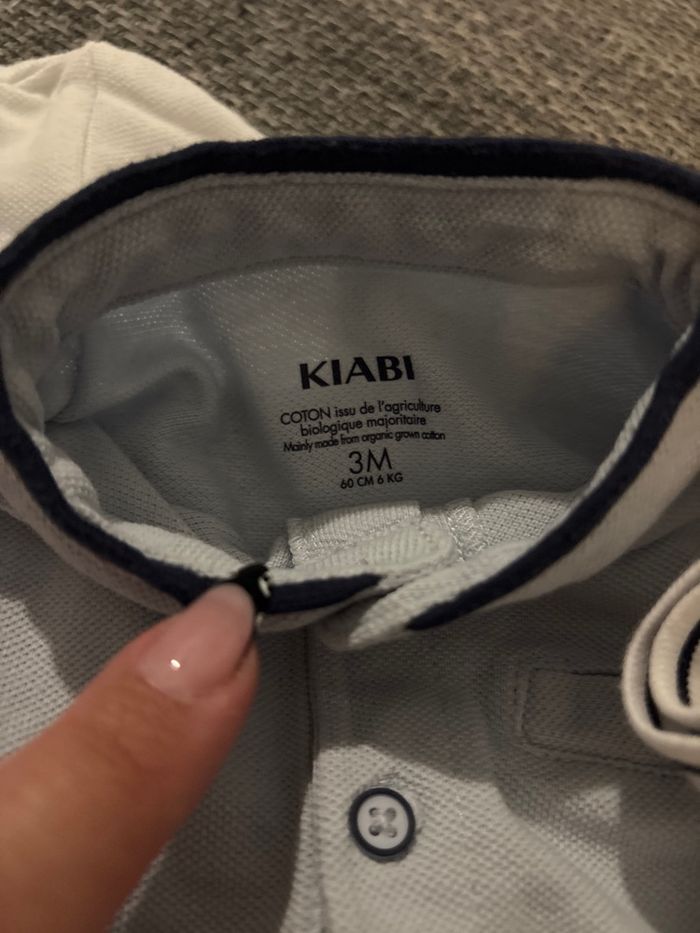 KIABI
COTON issu de l'agriculture
biologique majoritaire
Mainly made from organic grown cotton
3M
60 CM 6 KG